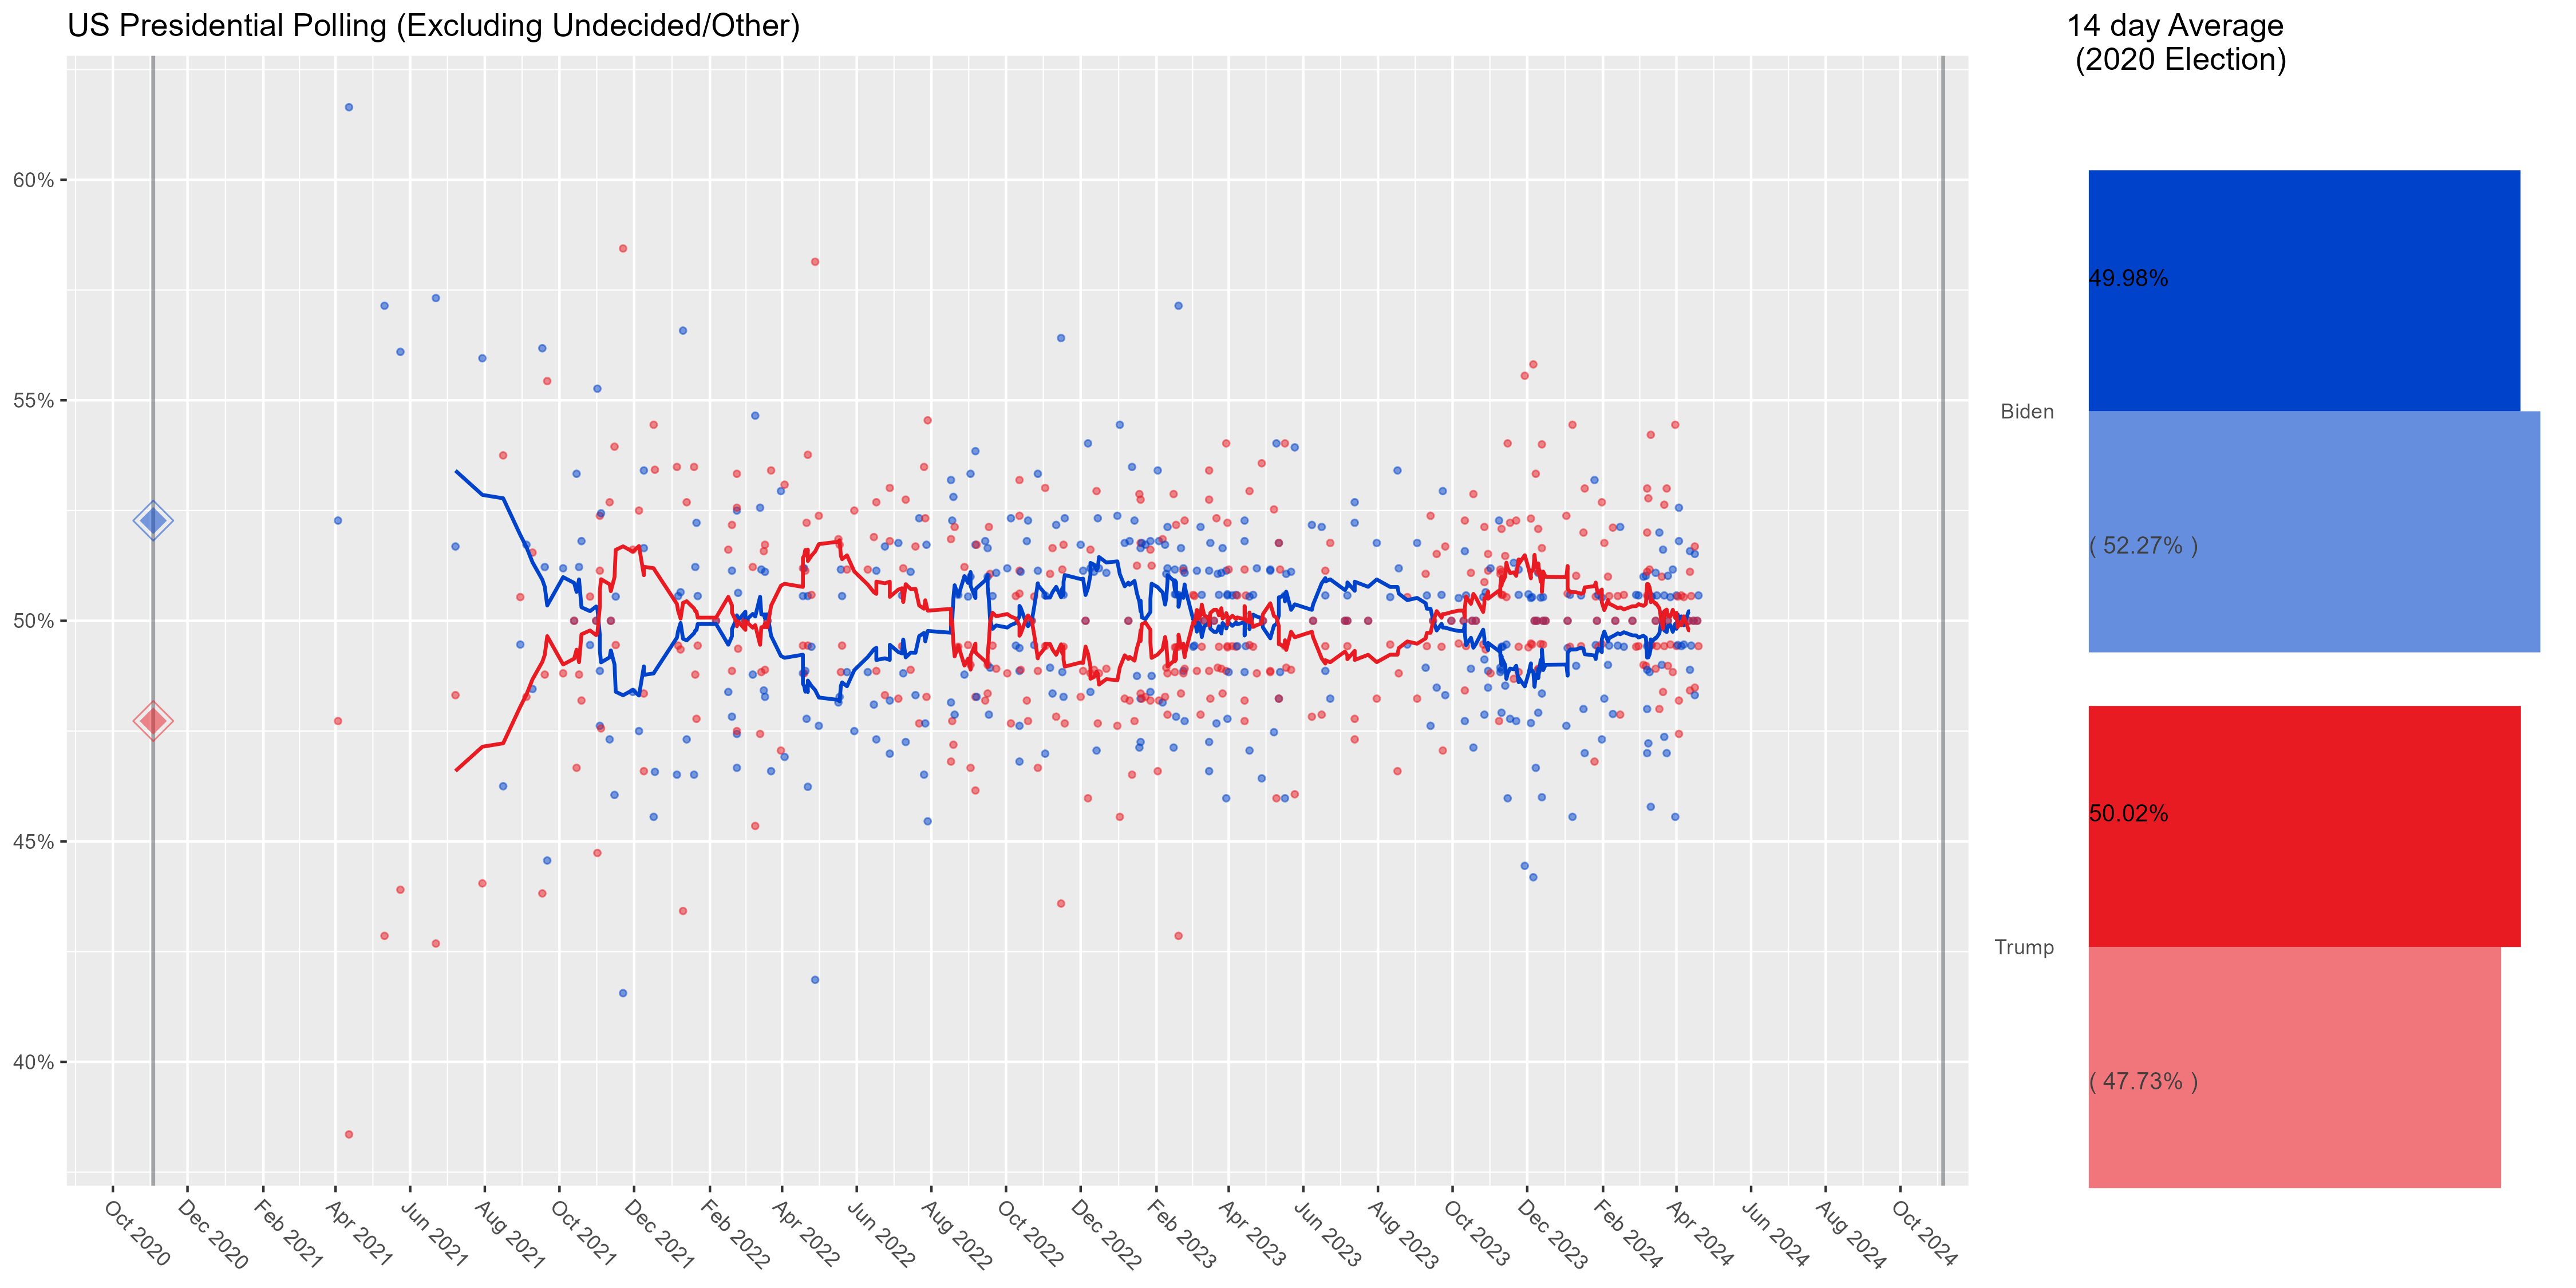 US Presidential Polling (Excluding Undecided/Other)
14 day Average
(2020 Election)
60%
55%
50%
45%
40%
Oct 2020
Dec 2020
Feb 2021
Apr 2021
Jun 2021
Aug 2021
Oct 2021
Dec 2021
Feb 2022
Apr 2022
Jun 2022
Aug 2022
Oct 2022
Dec 2022
Feb 2023
Apr 2023
Jun 2023
Aug 2023
Oct 2023
Dec 2023
Feb 2024
Apr 2024
Jun 2024
Aug 2024
Oct 2024
Biden
49.98%
( 52.27% )
Trump
50.02%
( 47.73% )